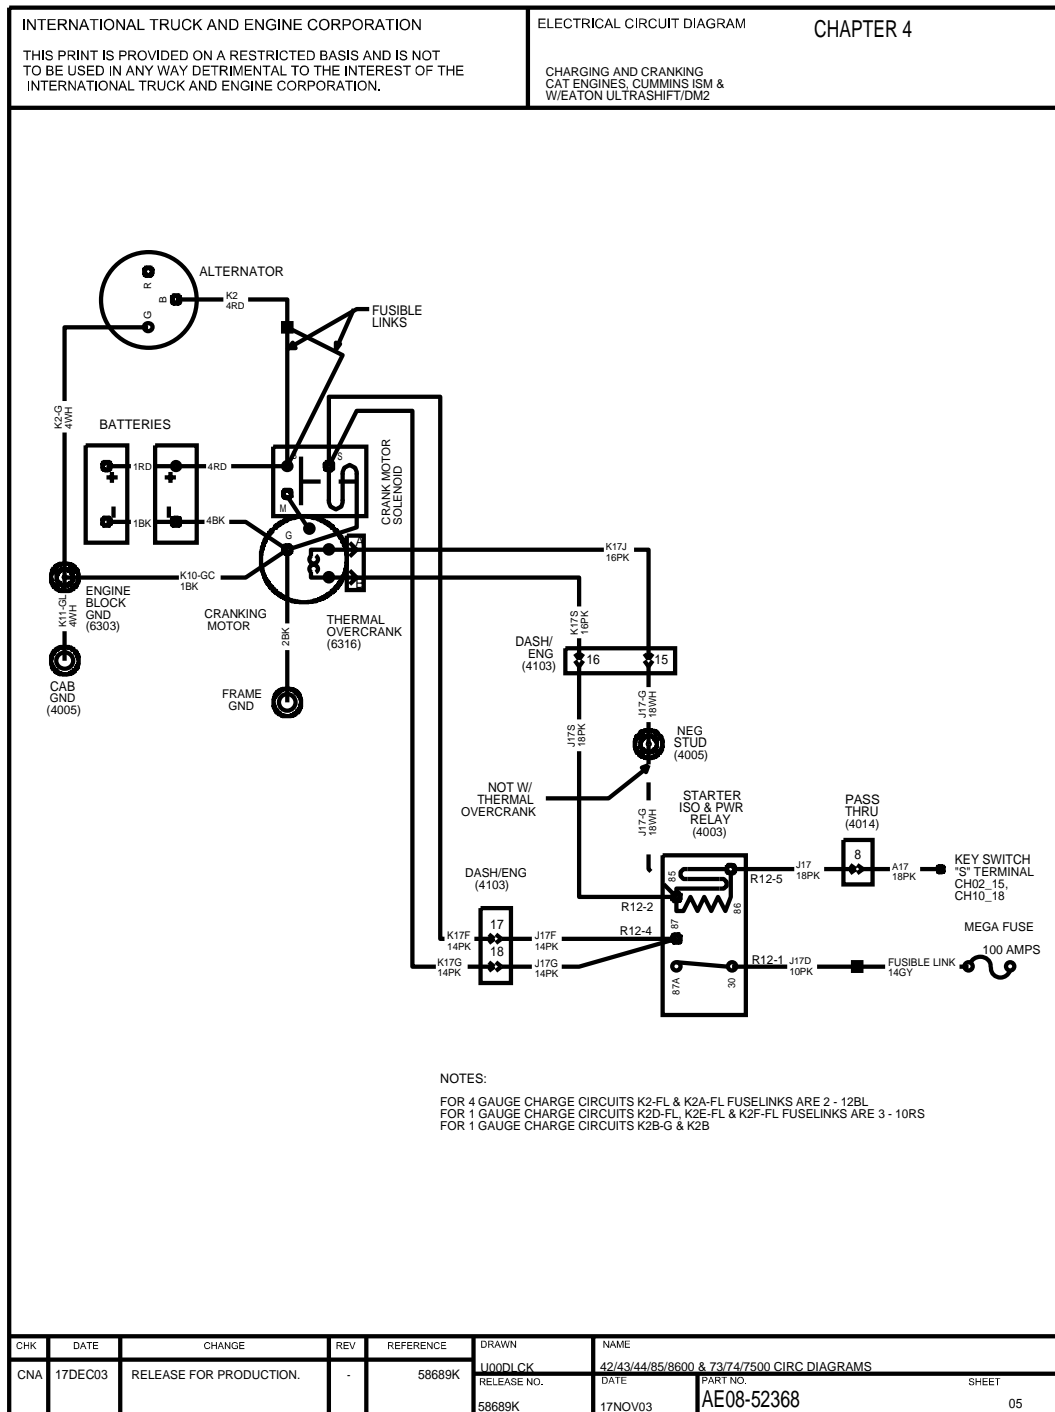 INTERNATIONAL TRUCK AND ENGINE CORPORATION
THIS PRINT IS PROVIDED ON A RESTRICTED BASIS AND IS NOT
TO BE USED IN ANY WAY DETRIMENTAL TO THE INTEREST OF THE
INTERNATIONAL TRUCK AND ENGINE CORPORATION.
ELECTRICAL CIRCUIT DIAGRAM
CHAPTER 4
CHARGING AND CRANKING
CAT ENGINES, CUMMINS ISM &
W/EATON ULTRASHIFT/DM2
ALTERNATOR
R
B
G
K2
4RD
FUSIBLE
LINKS
K2-G
4WH
BATTERIES
1RD
4RD
+
+
-
-
1BK
4BK
S
M
G
CRANK MOTOR
SOLENOID
A
B
K17J
16PK
K10-GC
1BK
ENGINE
BLOCK
GND
(6303)
K11-GL
4WH
CAB
GND
(4005)
CRANKING
MOTOR
2BK
FRAME
GND
THERMAL
OVERCRANK
(6316)
K17S
16PK
DASH/
ENG
(4103)
16
15
J17S
18PK
J17-G
18WH
NEG
STUD
(4005)
NOT W/
THERMAL
OVERCRANK
J17-G
18WH
STARTER
ISO & PWR
RELAY
(4003)
PASS
THRU
(4014)
8
J17
18PK
A17
18PK
KEY SWITCH
"S" TERMINAL
CH02_15,
CH10_18
85
86
R12-5
R12-2
R12-4
87
87A
30
R12-1
DASH/ENG
(4103)
17
18
K17F
14PK
J17F
14PK
K17G
14PK
J17G
14PK
J17D
10PK
FUSIBLE LINK
14GY
MEGA FUSE
100 AMPS
NOTES:
FOR 4 GAUGE CHARGE CIRCUITS K2-FL & K2A-FL FUSELINKS ARE 2 - 12BL
FOR 1 GAUGE CHARGE CIRCUITS K2D-FL, K2E-FL & K2F-FL FUSELINKS ARE 3 - 10RS
FOR 1 GAUGE CHARGE CIRCUITS K2B-G & K2B
CHK DATE CHANGE REV REFERENCE DRAWN NAME
CNA 17DEC03 RELEASE FOR PRODUCTION. - 58689K U00DLCK 42/43/44/85/8600 & 73/74/7500 CIRC DIAGRAMS
RELEASE NO. DATE PART NO. SHEET
58689K 17NOV03 AE08-52368 05